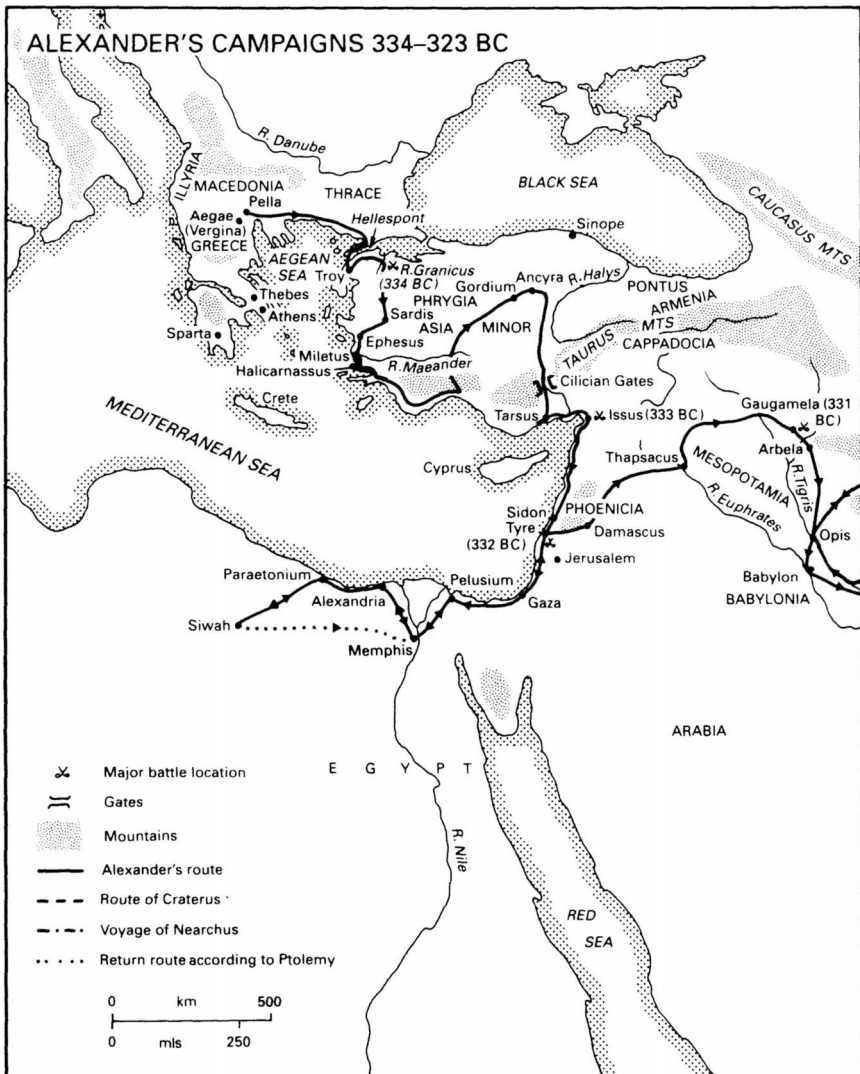 ALEXANDER'S CAMPAIGNS 334–323 BC
R. Danube
ILLYRIA
MACEDONIA
THRACE
BLACK SEA
CAUCASUS MTS
Pella
Aegae
(Vergina)
GREECE
Hellespont
Sinope
AEGEAN
SEA
Troy
R. Granicus
(334 BC)
Gordium
Ancyra
R. Halys
PONTUS
PHRYGIA
ARMENIA
Thebes
Athens
Sardis
ASIA MINOR
TAURUS MTS
CAPPADOCIA
Sparta
Ephesus
Miletus
R. Maeander
Halicarnassus
Cilician Gates
Gaugamela (331
BC)
Crete
Tarsus
Issus (333 BC)
Arbela
MEDITERRANEAN SEA
Cyprus
Thapsacus
MESOPOTAMIA
R. Tigris
R. Euphrates
Sidon
PHOENICIA
Tyre
(332 BC)
Damascus
Opis
Jerusalem
Paraetonium
Pelusium
Babylon
Alexandria
Gaza
BABYLONIA
Siwah
Memphis
ARABIA
EGYPT
R. Nile
RED
SEA
Major battle location
Gates
Mountains
Alexander's route
Route of Craterus
Voyage of Nearchus
Return route according to Ptolemy
0 km 500
0 mls 250